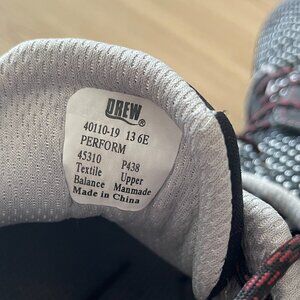 DREW®
40110-19 13 6E
PERFORM
45310 P438
Textile Upper
Balance Manmade
Made in China